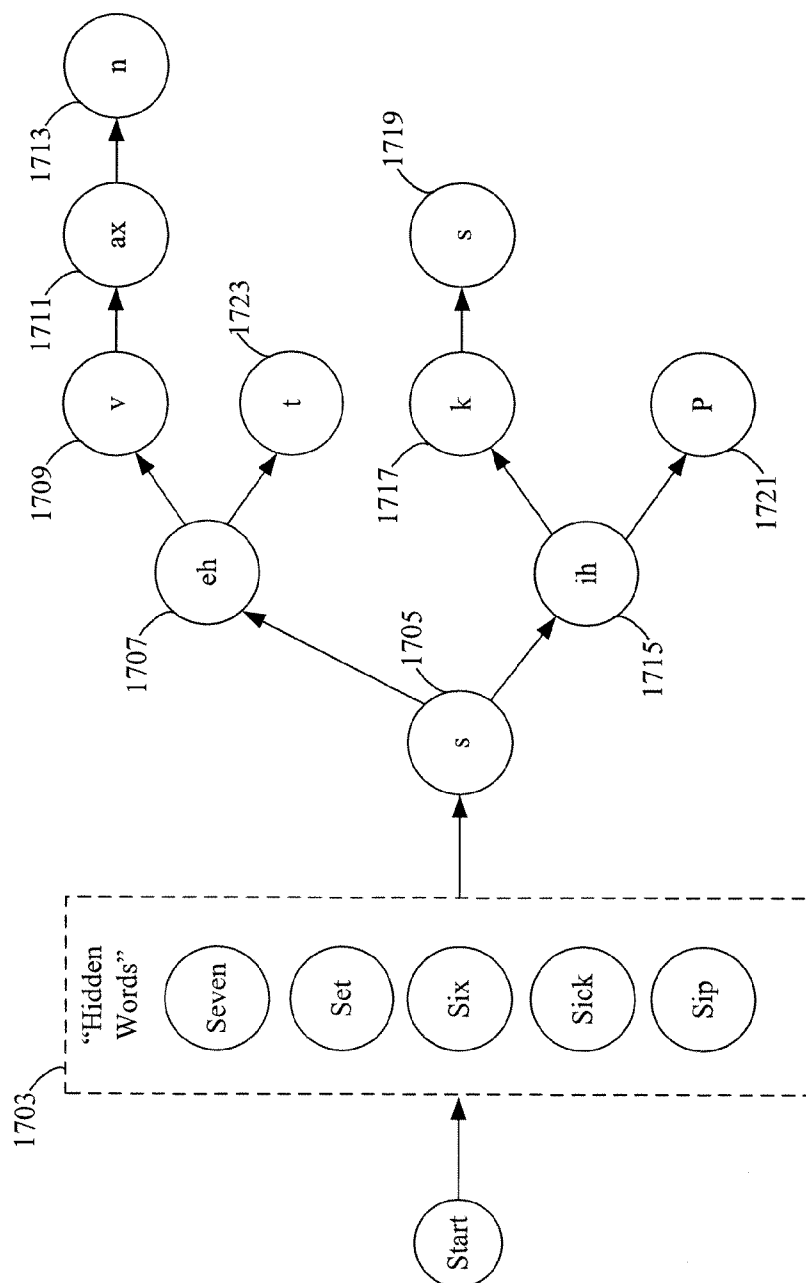 Start
1703
"Hidden
Words"
Seven
Set
Six
Sick
Sip
s
1705
eh
1707
ih
1715
v
1709
t
1723
k
1717
P
1721
ax
1711
s
1719
n
1713